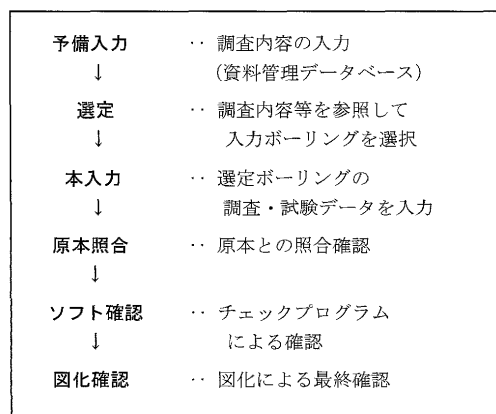 予備入力 ‥ 調査内容の入力
↓ (資料管理データベース)
選定 ‥ 調査内容等を参照して
↓ 入力ボーリングを選択
本入力 ‥ 選定ボーリングの
↓ 調査・試験データを入力
原本照合 ‥ 原本との照合確認
↓
ソフト確認 ‥ チェックプログラム
↓ による確認
図化確認 ‥ 図化による最終確認